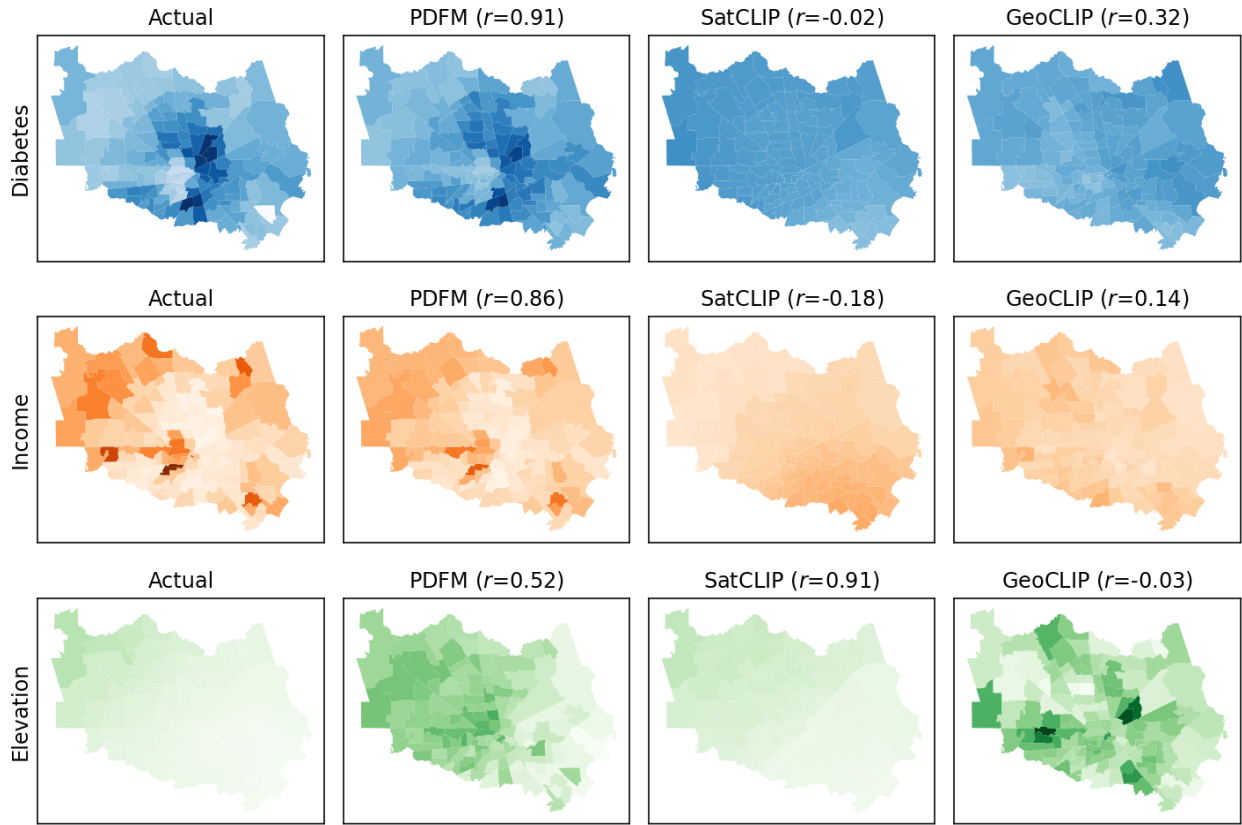 Actual PDFM (r=0.91) SatCLIP (r=-0.02) GeoCLIP (r=0.32)
Diabetes
Actual PDFM (r=0.86) SatCLIP (r=-0.18) GeoCLIP (r=0.14)
Income
Actual PDFM (r=0.52) SatCLIP (r=0.91) GeoCLIP (r=-0.03)
Elevation